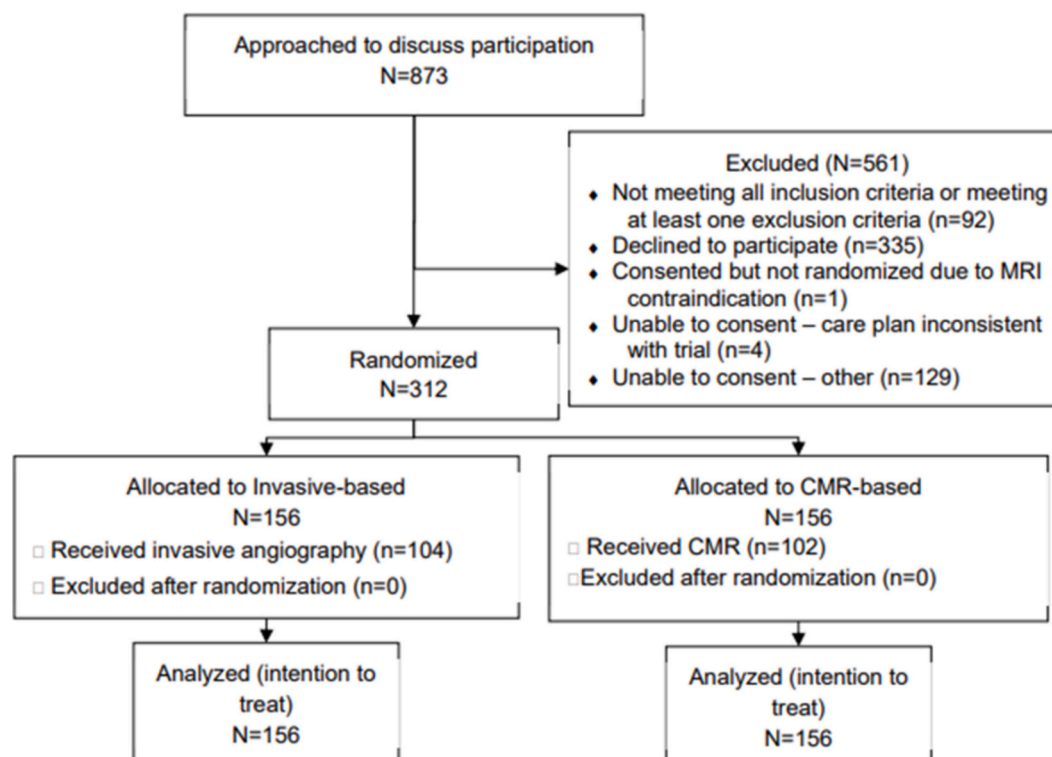 Approached to discuss participation
N=873
Excluded (N=561)
♦ Not meeting all inclusion criteria or meeting
at least one exclusion criteria (n=92)
♦ Declined to participate (n=335)
♦ Consented but not randomized due to MRI
contraindication (n=1)
♦ Unable to consent – care plan inconsistent
with trial (n=4)
♦ Unable to consent – other (n=129)
Randomized
N=312
Allocated to Invasive-based
N=156
□ Received invasive angiography (n=104)
□ Excluded after randomization (n=0)
Allocated to CMR-based
N=156
□ Received CMR (n=102)
□Excluded after randomization (n=0)
Analyzed (intention to
treat)
N=156
Analyzed (intention to
treat)
N=156